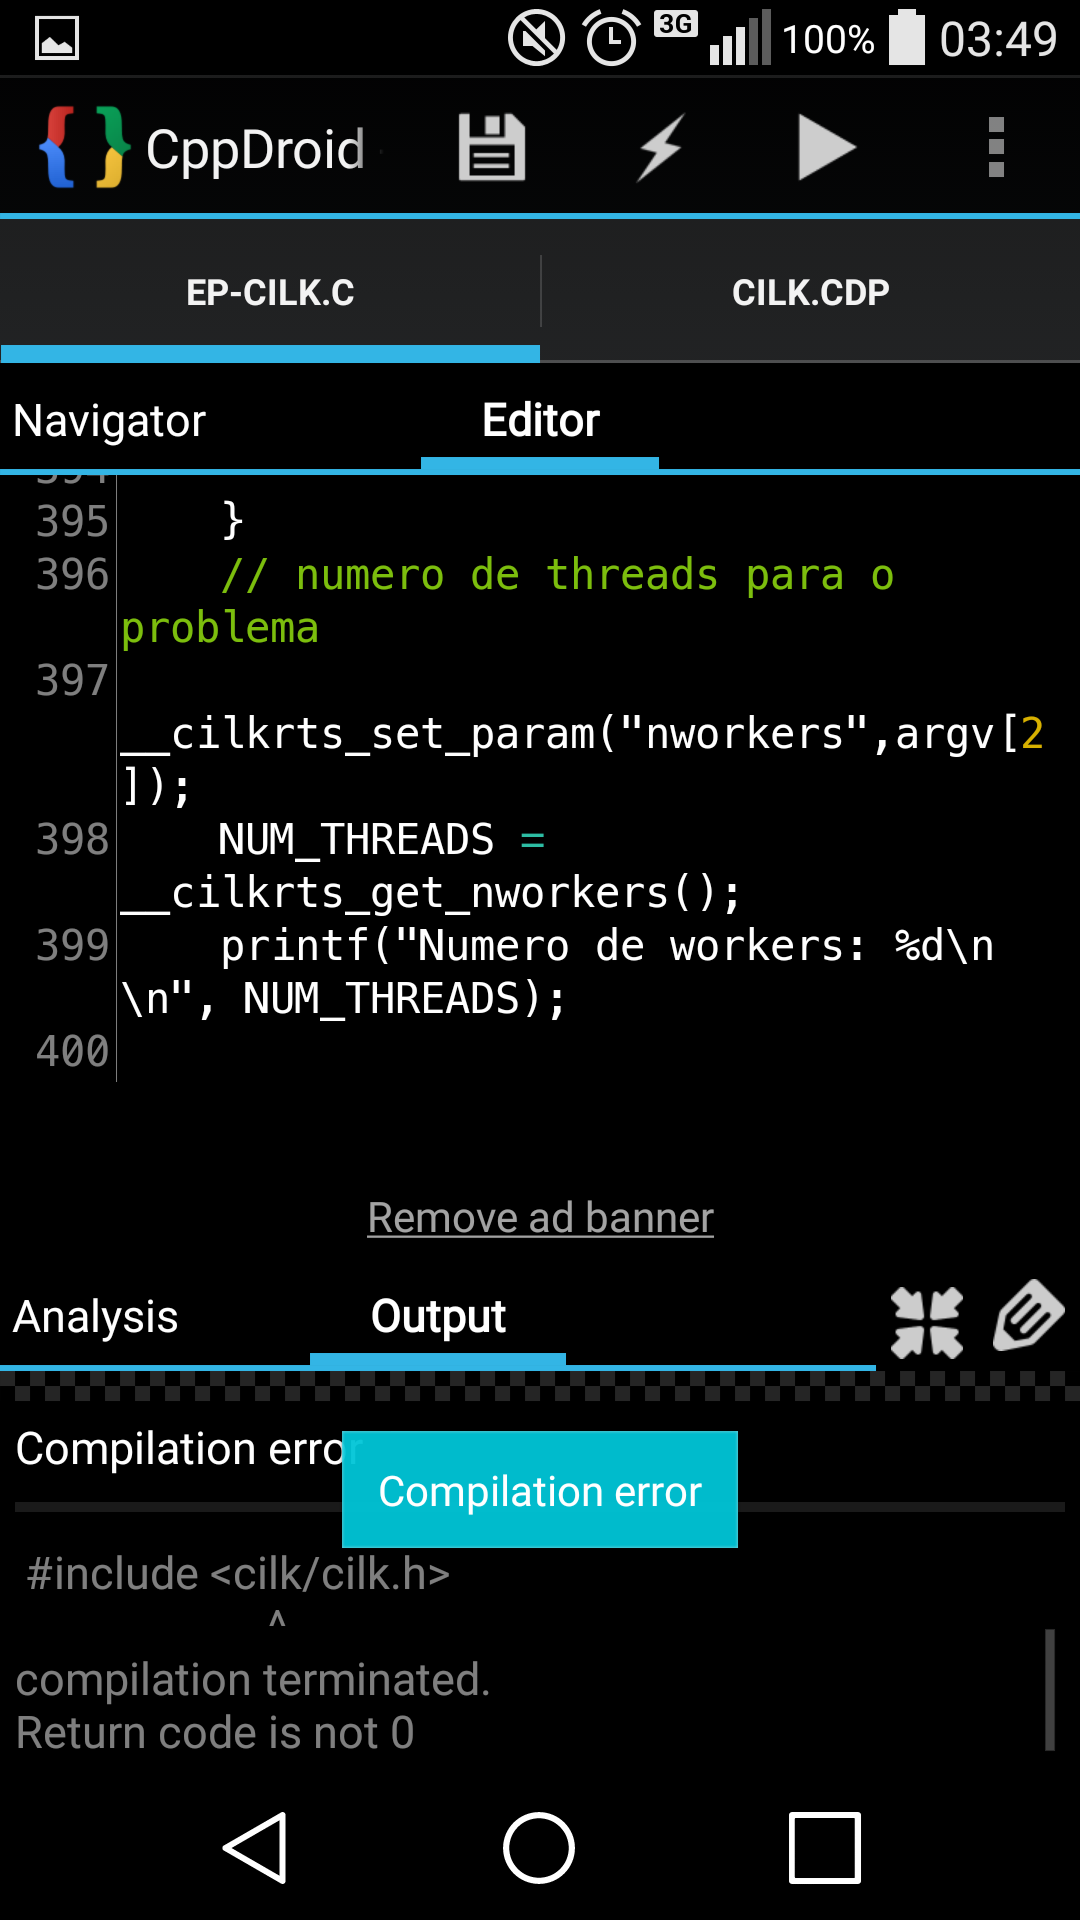 3G 100% 03:49
CppDroid
EP-CILK.C CILK.CDP
Navigator Editor
394
395 }
396 // numero de threads para o
problema
397
__cilkrts_set_param("nworkers",argv[2
]);
398 NUM_THREADS =
__cilkrts_get_nworkers();
399 printf("Numero de workers: %d\n
\n", NUM_THREADS);
400
Remove ad banner
Analysis Output
Compilation error
Compilation error
#include <cilk/cilk.h>
^
compilation terminated.
Return code is not 0